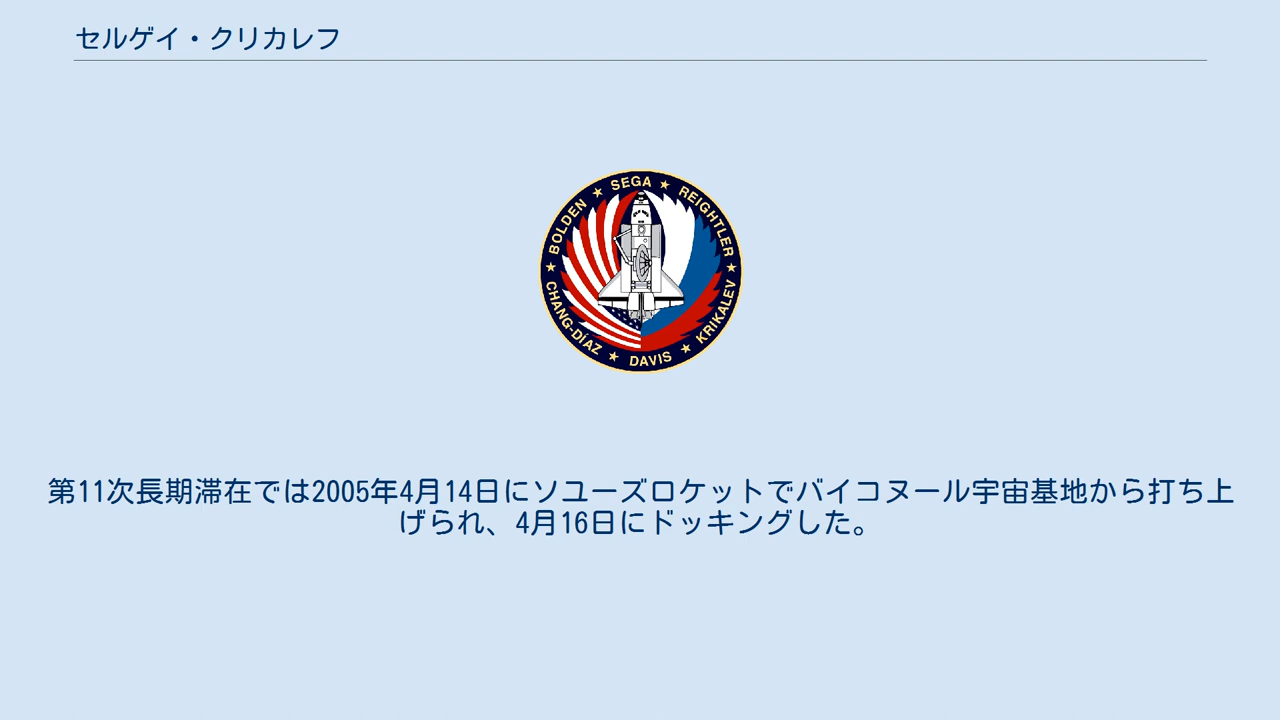 セルゲイ・クリカレフ
BOLDEN ★ SEGA ★ REIGHTLER ★ KRIKALEV ★ DAVIS ★ CHANG-DÍAZ ★
第11次長期滞在では2005年4月14日にソユーズロケットでバイコヌール宇宙基地から打ち上
げられ、4月16日にドッキングした。